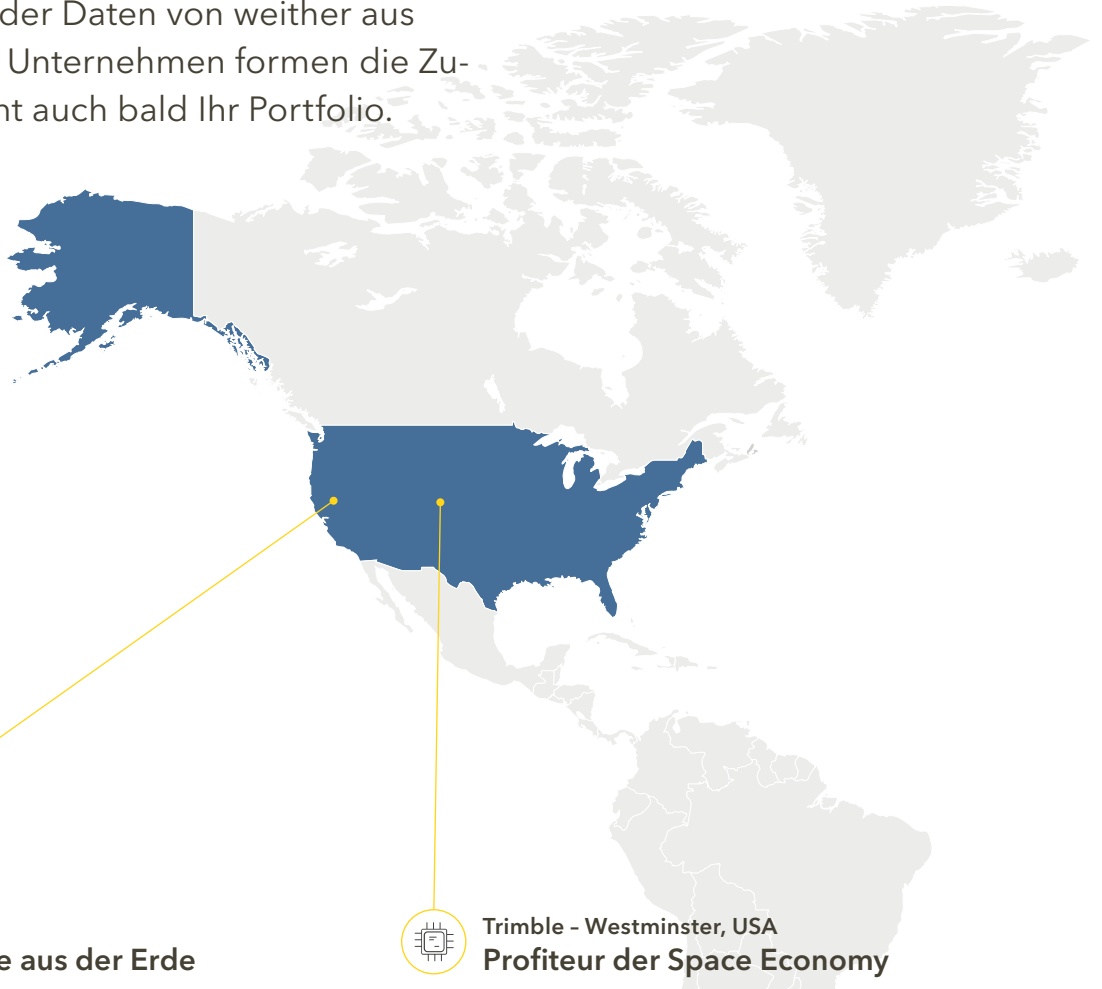 der Daten von weither aus
Unternehmen formen die Zu-
nt auch bald Ihr Portfolio.
Trimble – Westminster, USA
e aus der Erde
Profiteur der Space Economy